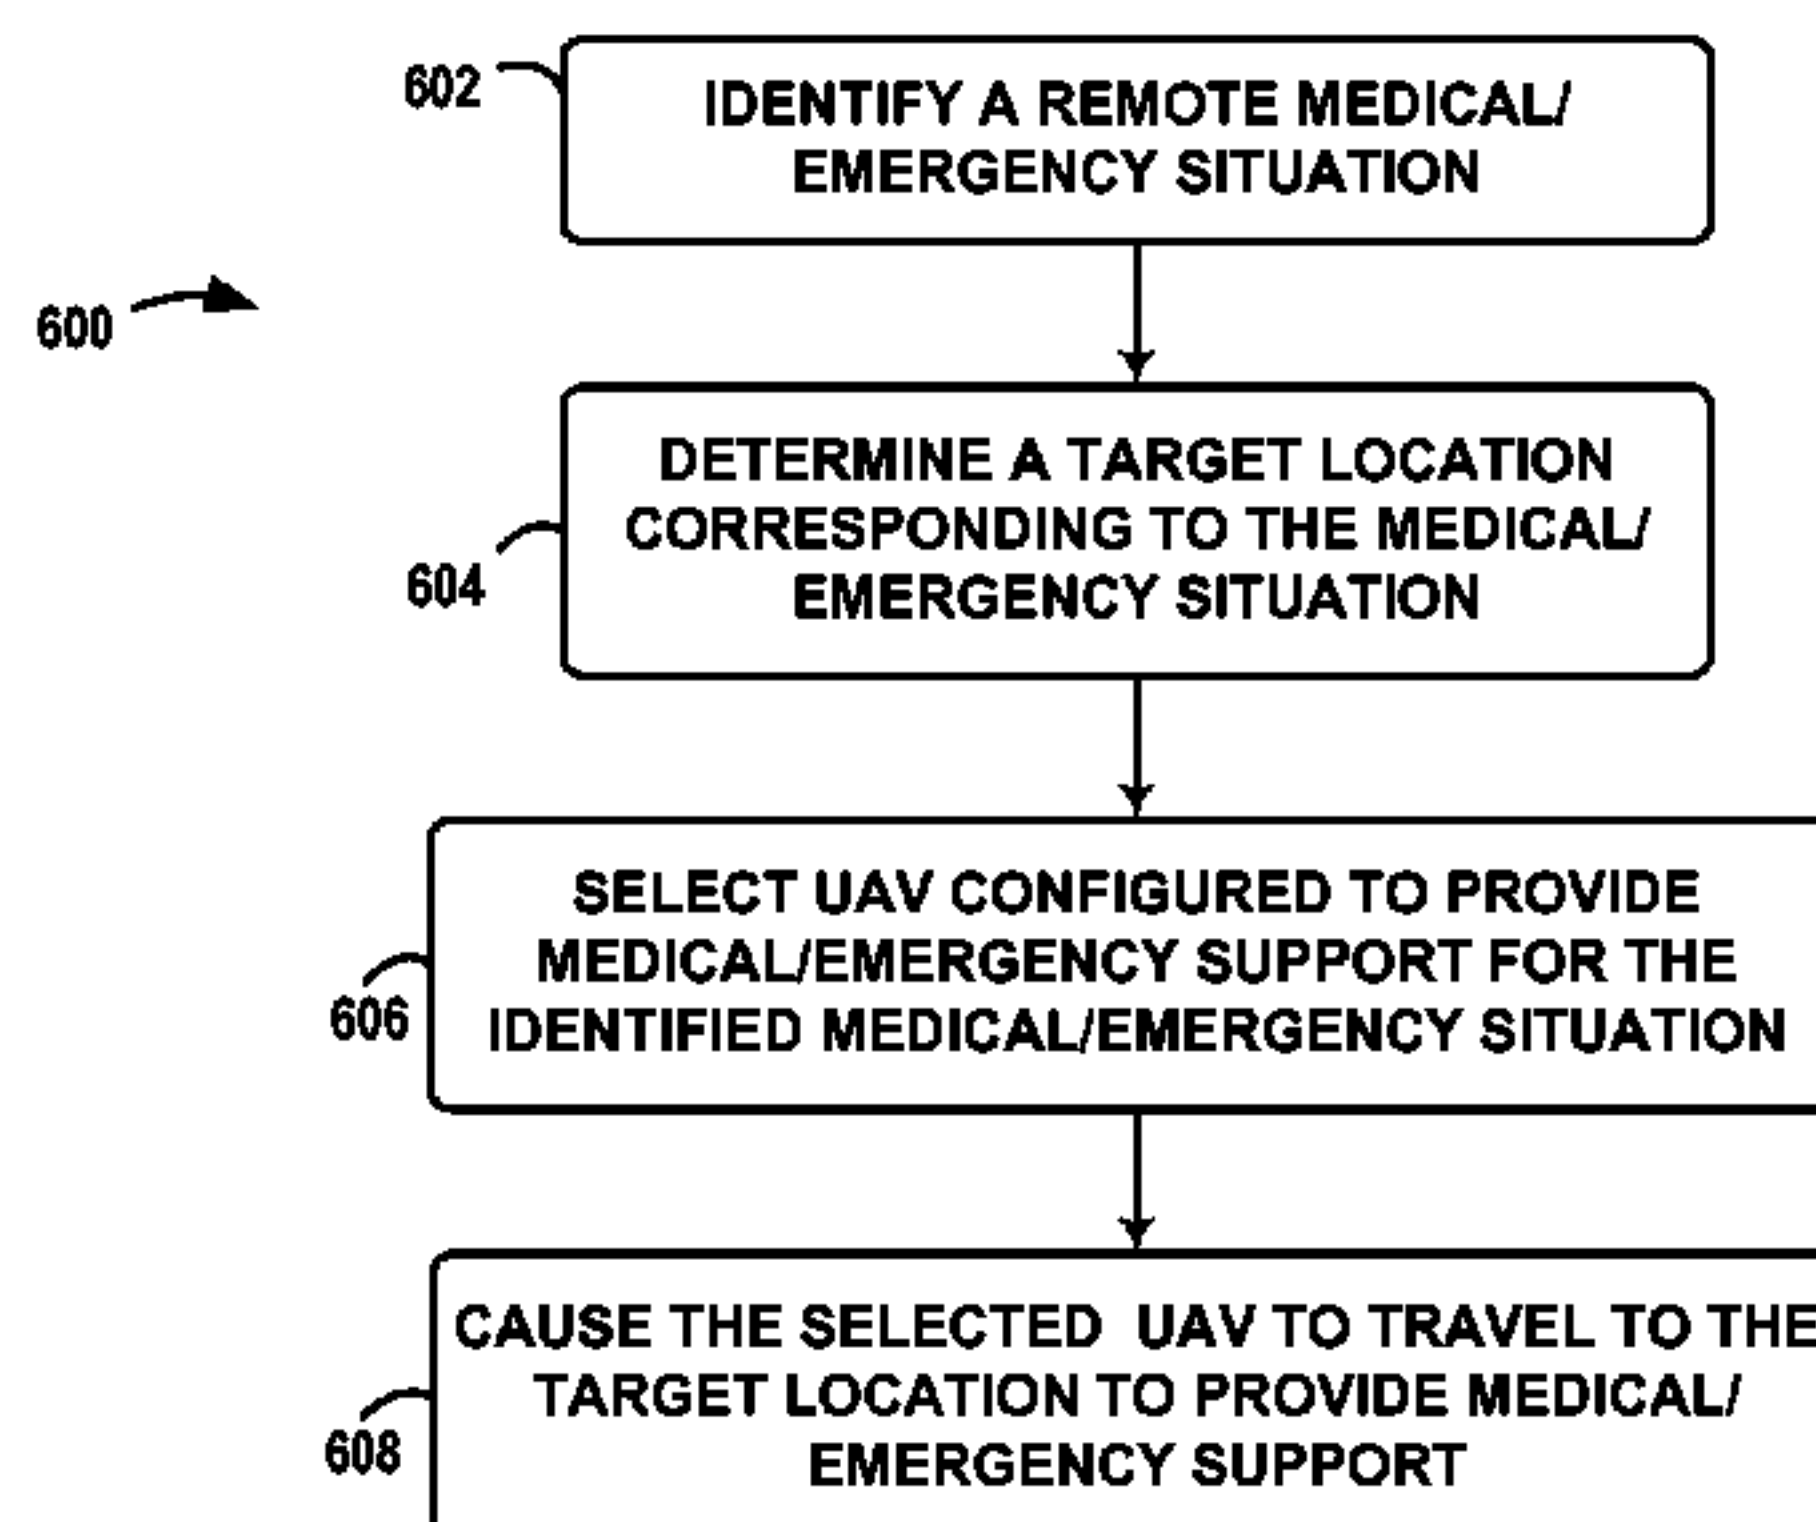 602
IDENTIFY A REMOTE MEDICAL/
EMERGENCY SITUATION
600
DETERMINE A TARGET LOCATION
CORRESPONDING TO THE MEDICAL/
EMERGENCY SITUATION
604
SELECT UAV CONFIGURED TO PROVIDE
MEDICAL/EMERGENCY SUPPORT FOR THE
IDENTIFIED MEDICAL/EMERGENCY SITUATION
606
CAUSE THE SELECTED UAV TO TRAVEL TO THE
TARGET LOCATION TO PROVIDE MEDICAL/
EMERGENCY SUPPORT
608